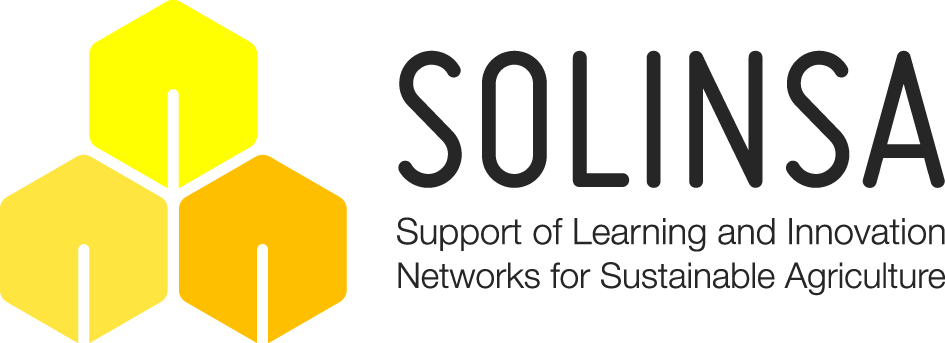 SOLINSA
Support of Learning and Innovation
Networks for Sustainable Agriculture